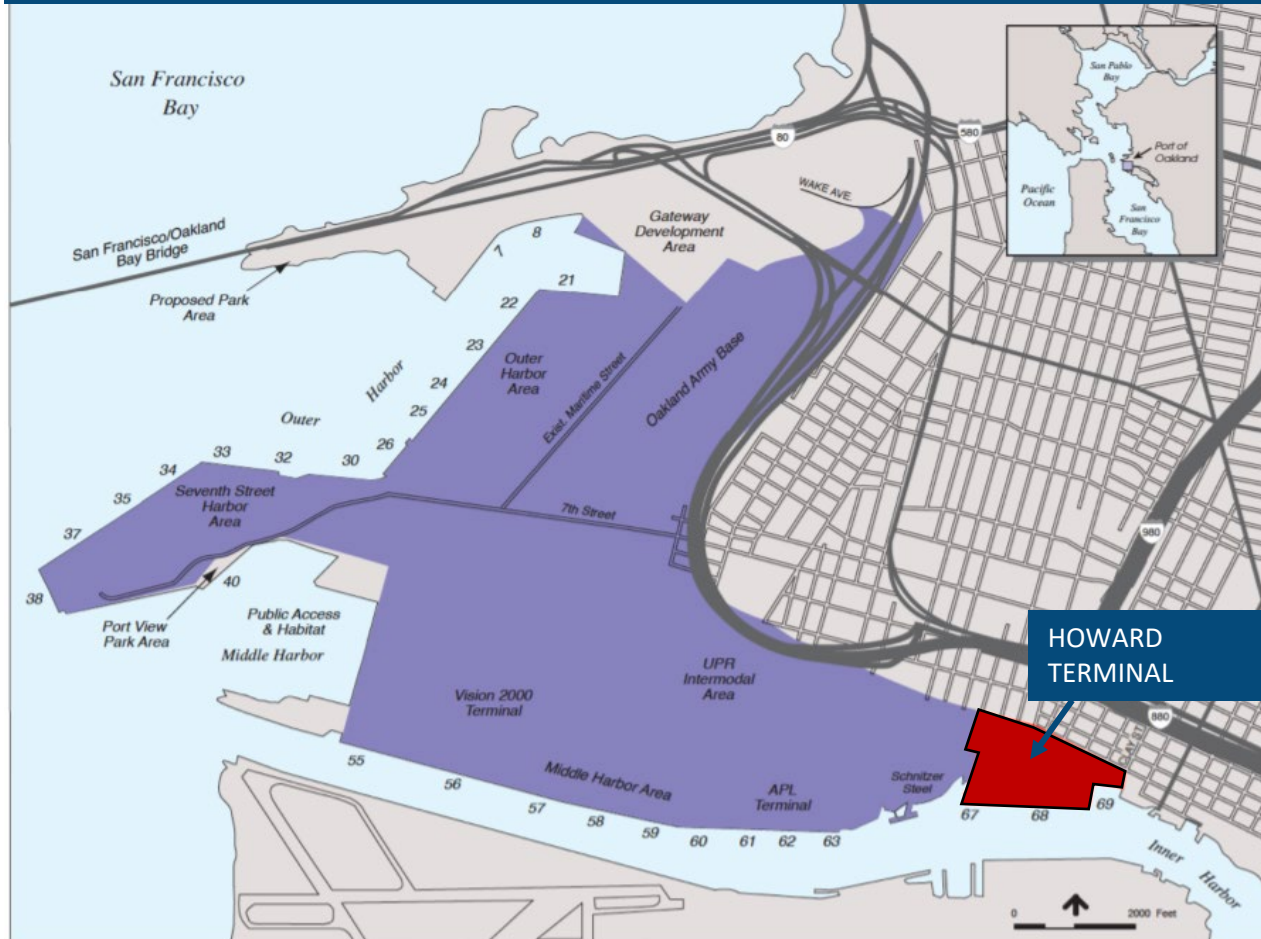 San Francisco
Bay
80
580
San Pablo
Bay
Port of
Oakland
Pacific
Ocean
San
Francisco
Bay
WAKE AVE.
Gateway
Development
Area
San Francisco/Oakland
Bay Bridge
Proposed Park
Area
7
8
21
22
23
24
25
26
Outer
Harbor
Outer
Harbor
Area
Exist. Maritime Street
Oakland Army Base
30
32
33
34
35
37
38
Seventh Street
Harbor
Area
7th Street
980
40
Port View
Park Area
Public Access
& Habitat
Middle Harbor
HOWARD
TERMINAL
UPR
Intermodal
Area
Vision 2000
Terminal
880
AY ST.
55
56
57
58
59
60
61
62
63
Middle Harbor Area
APL
Terminal
Schnitzer
Steel
67
68
69
Inner
Harbor
0 2000 Feet